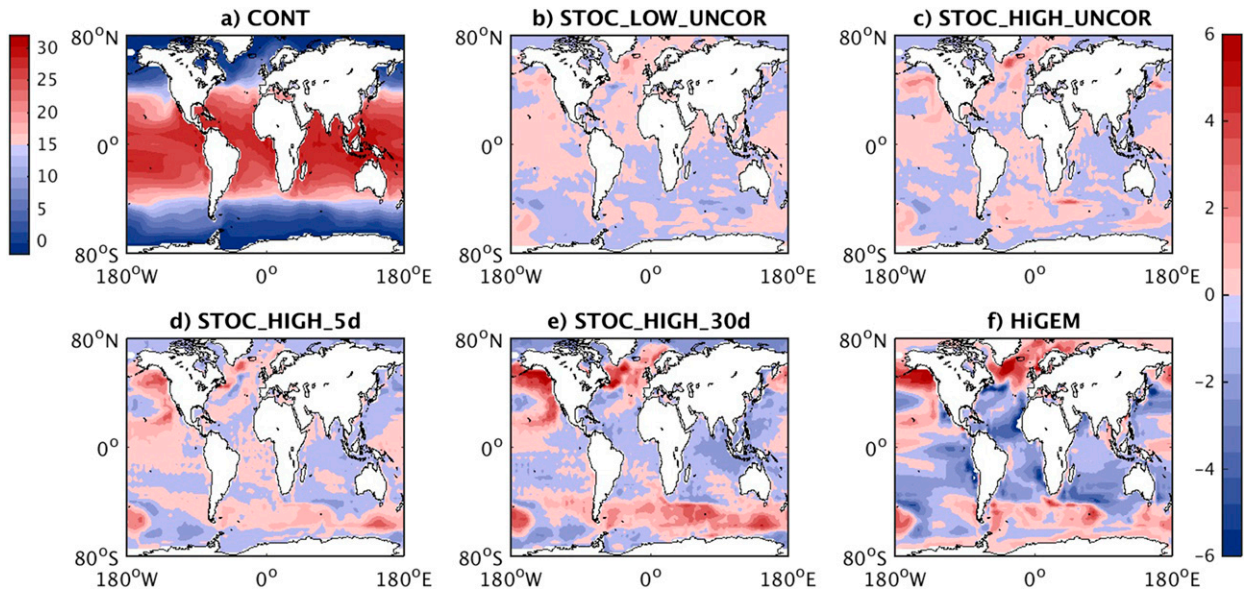 a) CONT
b) STOC_LOW_UNCOR
c) STOC_HIGH_UNCOR
30
25
20
15
10
5
0
80°N
0°
80°S
180°W
0°
180°E
80°N
0°
80°S
180°W
0°
180°E
80°N
0°
80°S
180°W
0°
180°E
6
4
2
0
−2
−4
−6
d) STOC_HIGH_5d
e) STOC_HIGH_30d
f) HiGEM
80°N
0°
80°S
180°W
0°
180°E
80°N
0°
80°S
180°W
0°
180°E
80°N
0°
80°S
180°W
0°
180°E